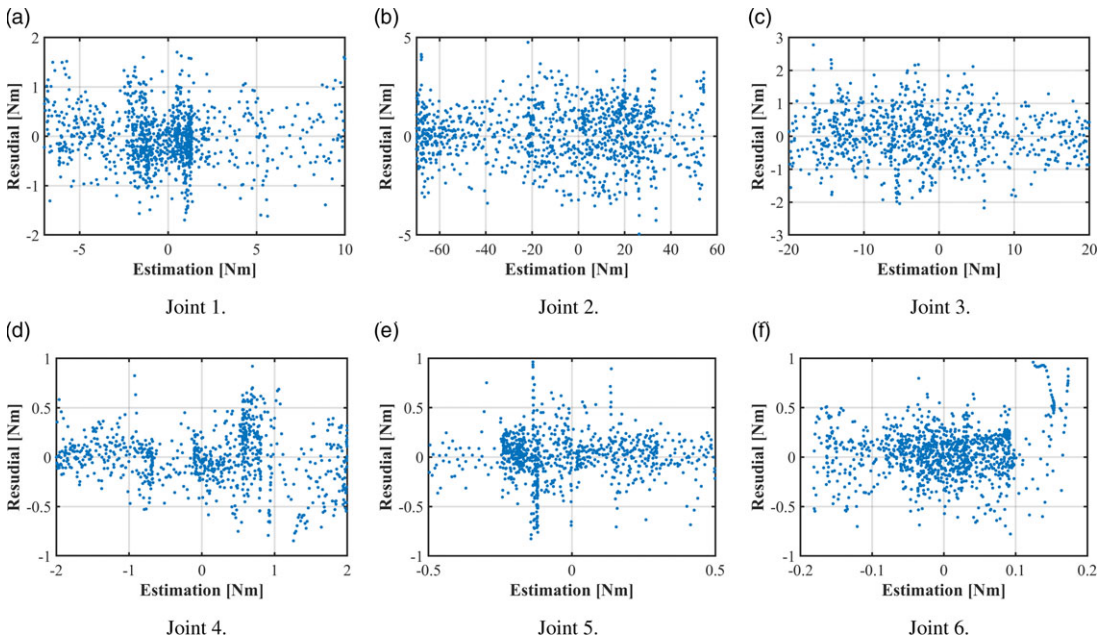 (a)
2
1
0
-1
-2
-5
0
5
10
Resudial [Nm]
Estimation [Nm]
Joint 1.
(b)
5
0
-5
-60
-40
-20
0
20
40
60
Resudial [Nm]
Estimation [Nm]
Joint 2.
(c)
3
2
1
0
-1
-2
-3
-20
-10
0
10
20
Resudial [Nm]
Estimation [Nm]
Joint 3.
(d)
1
0.5
0
-0.5
-1
-2
-1
0
1
2
Resudial [Nm]
Estimation [Nm]
Joint 4.
(e)
1
0.5
0
-0.5
-1
-0.5
0
0.5
Resudial [Nm]
Estimation [Nm]
Joint 5.
(f)
1
0.5
0
-0.5
-1
-0.2
-0.1
0
0.1
0.2
Resudial [Nm]
Estimation [Nm]
Joint 6.